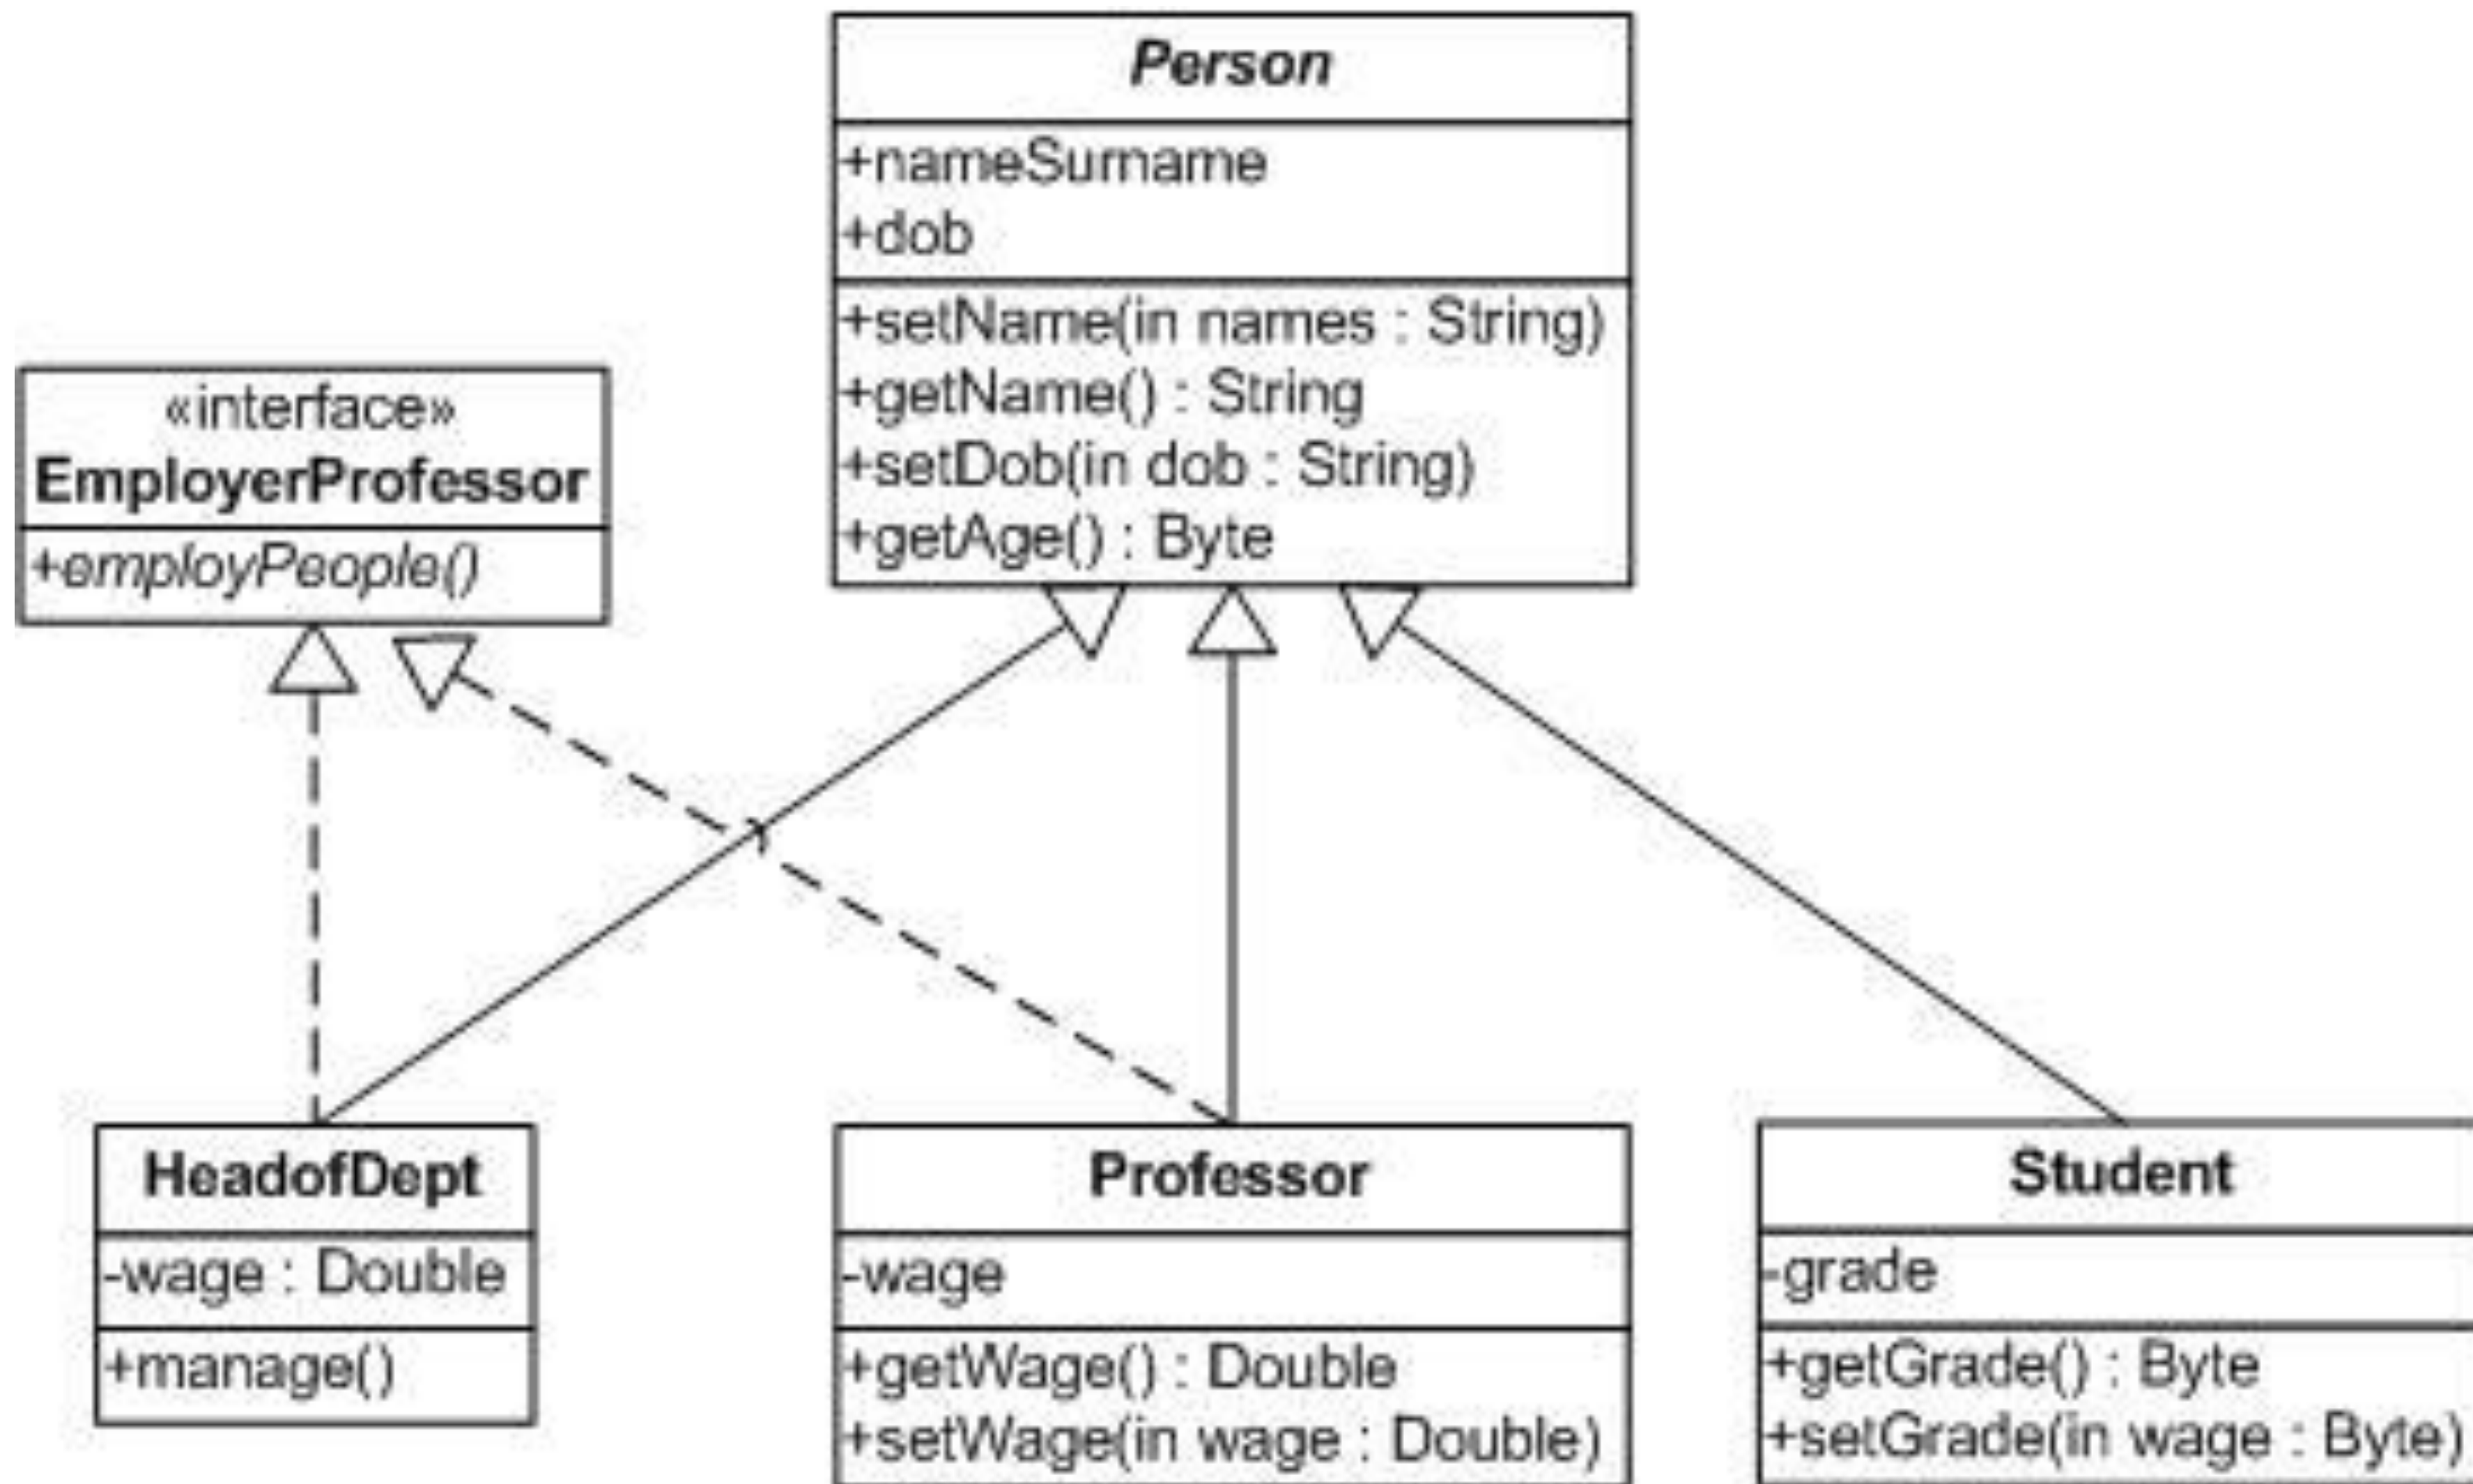 Person
+nameSurname
+dob
+setName(in names : String)
+getName() : String
+setDob(in dob : String)
+getAge() : Byte
«interface»
EmployerProfessor
+employPeople()
HeadofDept
-wage : Double
+manage()
Professor
-wage
+getWage() : Double
+setWage(in wage : Double)
Student
-grade
+getGrade() : Byte
+setGrade(in wage : Byte)